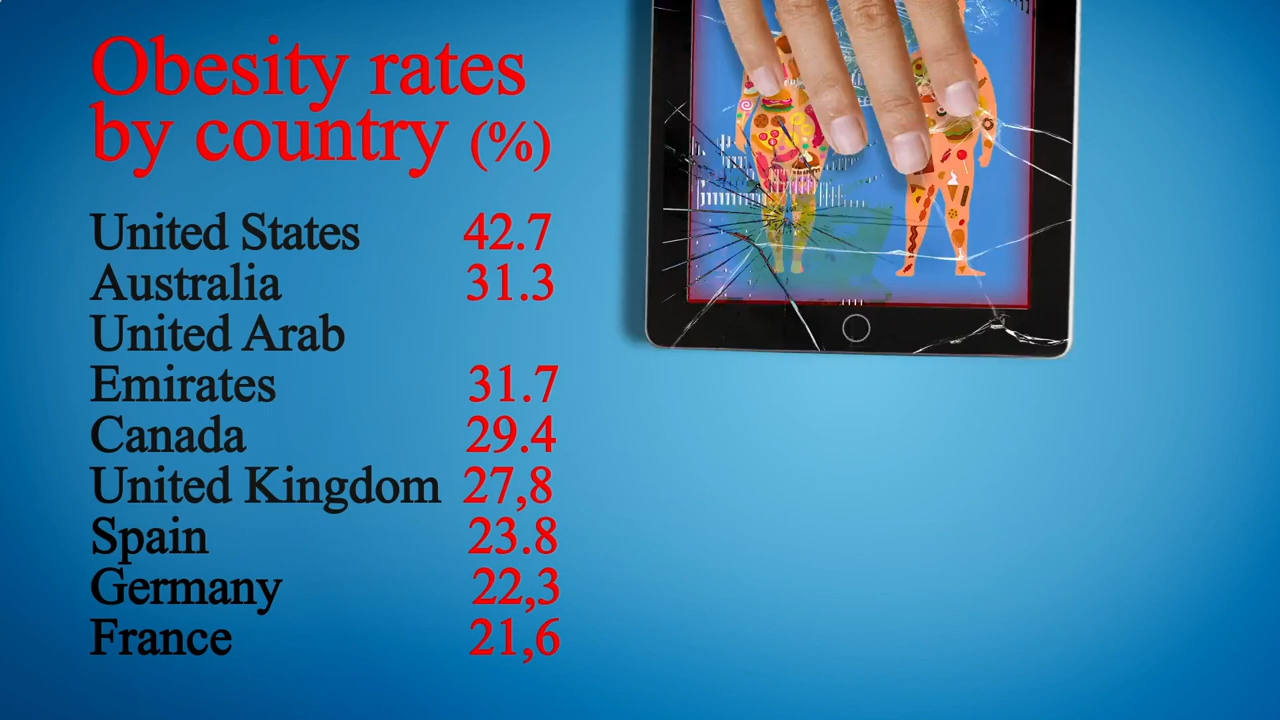 Obesity rates
by country (%)
United States 42.7
Australia 31.3
United Arab
Emirates 31.7
Canada 29.4
United Kingdom 27,8
Spain 23.8
Germany 22,3
France 21,6